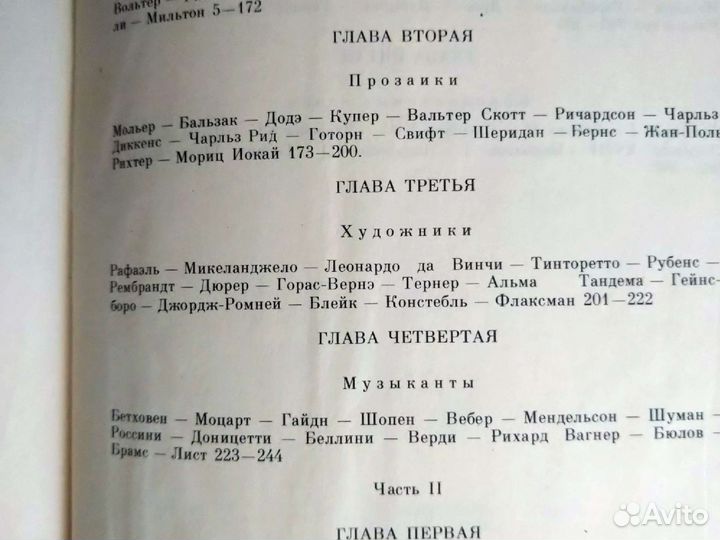 Вольтер —
ли — Мильтон 5—172
ГЛАВА ВТОРАЯ
Прозаики
Мольер — Бальзак — Додэ — Купер — Вальтер Скотт — Ричардсон — Чарльз
Диккенс — Чарльз Рид — Готорн — Свифт — Шеридан — Бернс — Жан-Поль
Рихтер — Мориц Иокай 173—200.
ГЛАВА ТРЕТЬЯ
Художники
Рафаэль — Микеланджело — Леонардо да Винчи — Тинторетто — Рубенс —
Рембрандт — Дюрер — Горас-Вернэ — Тернер — Альма Тандема — Гейнс-
боро — Джордж-Ромней — Блейк — Констебль — Флаксман 201—222
ГЛАВА ЧЕТВЕРТАЯ
Музыканты
Бетховен — Моцарт — Гайдн — Шопен — Вебер — Мендельсон — Шуман —
Россини — Доницетти — Беллини — Верди — Рихард Вагнер — Бюлов —
Брамс — Лист 223—244
Часть II
ГЛАВА ПЕРВАЯ
Avito